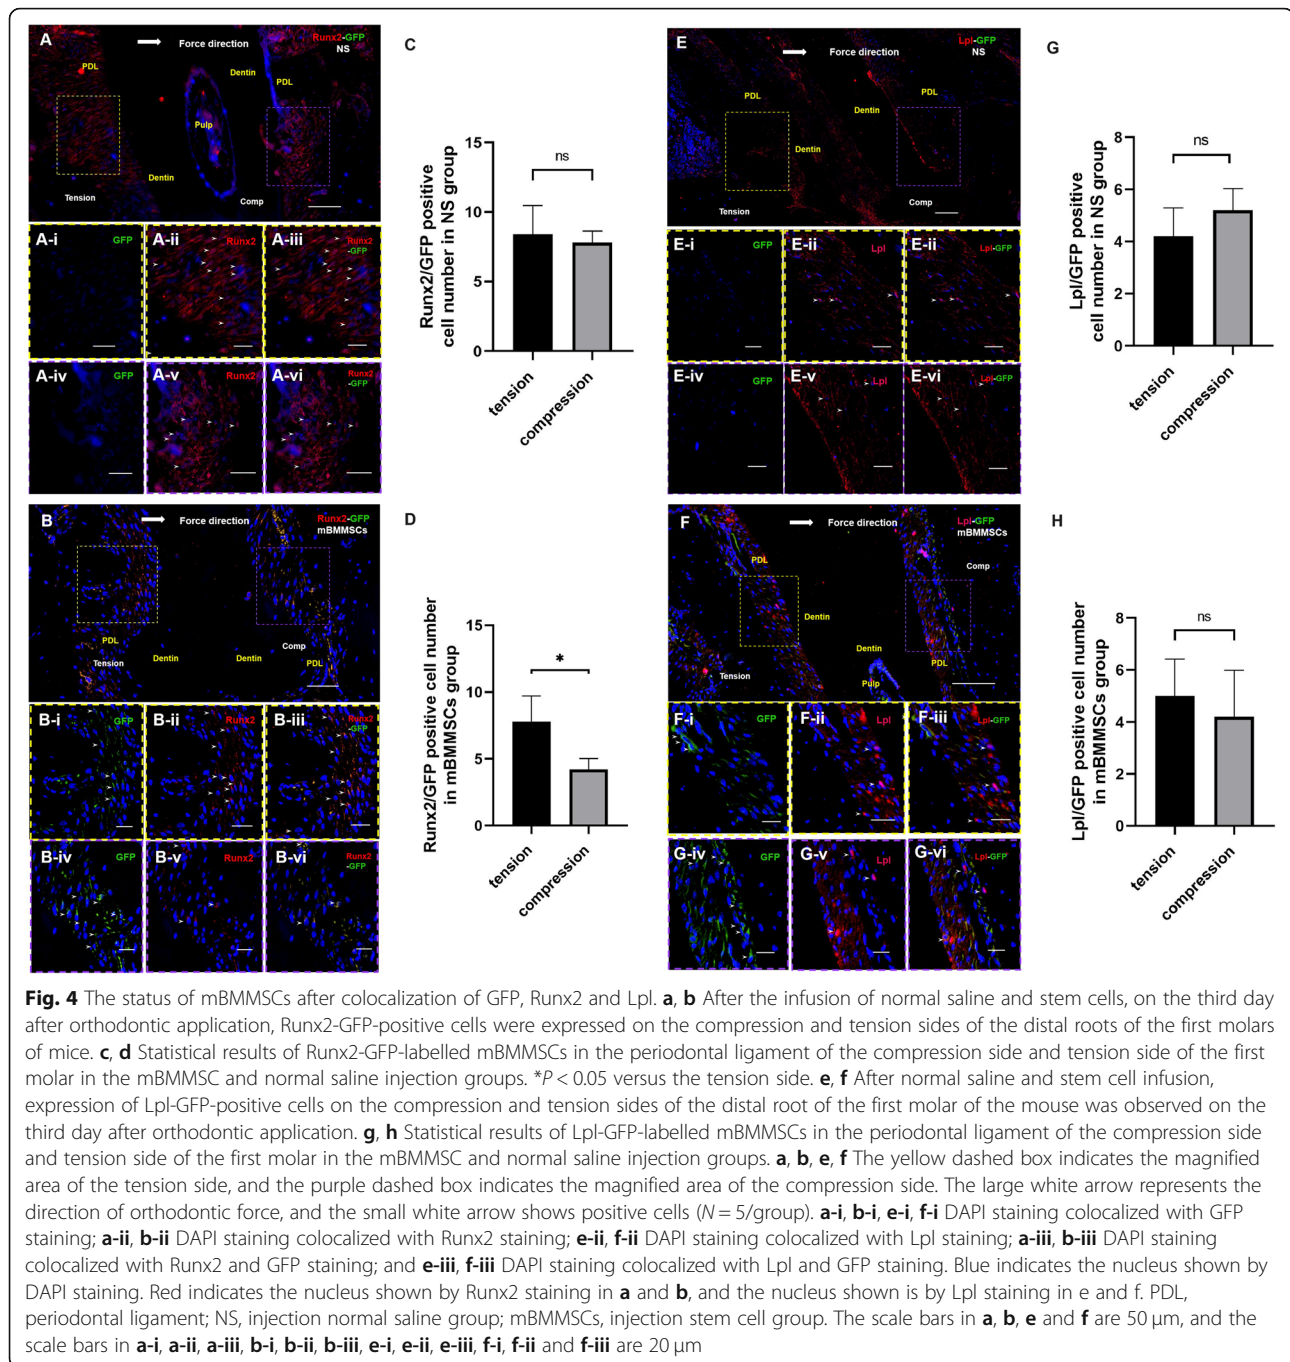 A
Force direction
Runx2-GFP
NS
PDL
Dentin
PDL
Pulp
Tension
Dentin
Comp
A-i
GFP
A-ii
Runx2
A-iii
Runx2
-GFP
A-iv
GFP
A-v
Runx2
A-vi
Runx2
-GFP
C
Runx2/GFP positive
cell number in NS group
15
10
5
0
ns
tension
compression
E
Force direction
Lpl-GFP
NS
PDL
PDL
Dentin
Dentin
Tension
Comp
E-i
GFP
E-ii
Lpl
E-ii
Lpl-GFP
E-iv
GFP
E-v
Lpl
E-vi
Lpl-GFP
G
Lpl/GFP positive
cell number in NS group
8
6
4
2
0
ns
tension
compression
B
Force direction
Runx2-GFP
mBMMSCs
PDL
Tension
Dentin
Dentin
Comp
PDL
B-i
GFP
B-ii
Runx2
B-iii
Runx2
-GFP
B-iv
GFP
B-v
Runx2
B-vi
Runx2
-GFP
D
Runx2/GFP positive cell number
in mBMMSCs group
15
10
5
0
*
tension
compression
F
Force direction
Lpl-GFP
mBMMSCs
PDL
Comp
Dentin
Tension
Dentin
Pulp
PDL
F-i
GFP
F-ii
Lpl
F-iii
Lpl-GFP
G-iv
GFP
G-v
Lpl
G-vi
Lpl-GFP
H
Lpl/GFP positive cell number
in mBMMSCs group
8
6
4
2
0
ns
tension
compression
Fig. 4 The status of mBMMSCs after colocalization of GFP, Runx2 and Lpl. a, b After the infusion of normal saline and stem cells, on the third day
after orthodontic application, Runx2-GFP-positive cells were expressed on the compression and tension sides of the distal roots of the first molars
of mice. c, d Statistical results of Runx2-GFP-labelled mBMMSCs in the periodontal ligament of the compression side and tension side of the first
molar in the mBMMSC and normal saline injection groups. *P < 0.05 versus the tension side. e, f After normal saline and stem cell infusion,
expression of Lpl-GFP-positive cells on the compression and tension sides of the distal root of the first molar of the mouse was observed on the
third day after orthodontic application. g, h Statistical results of Lpl-GFP-labelled mBMMSCs in the periodontal ligament of the compression side
and tension side of the first molar in the mBMMSC and normal saline injection groups. a, b, e, f The yellow dashed box indicates the magnified
area of the tension side, and the purple dashed box indicates the magnified area of the compression side. The large white arrow represents the
direction of orthodontic force, and the small white arrow shows positive cells (N = 5/group). a-i, b-i, e-i, f-i DAPI staining colocalized with GFP
staining; a-ii, b-ii DAPI staining colocalized with Runx2 staining; e-ii, f-ii DAPI staining colocalized with Lpl staining; a-iii, b-iii DAPI staining
colocalized with Runx2 and GFP staining; and e-iii, f-iii DAPI staining colocalized with Lpl and GFP staining. Blue indicates the nucleus shown by
DAPI staining. Red indicates the nucleus shown by Runx2 staining in a and b, and the nucleus shown is by Lpl staining in e and f. PDL,
periodontal ligament; NS, injection normal saline group; mBMMSCs, injection stem cell group. The scale bars in a, b, e and f are 50 μm, and the
scale bars in a-i, a-ii, a-iii, b-i, b-ii, b-iii, e-i, e-ii, e-iii, f-i, f-ii and f-iii are 20 μm